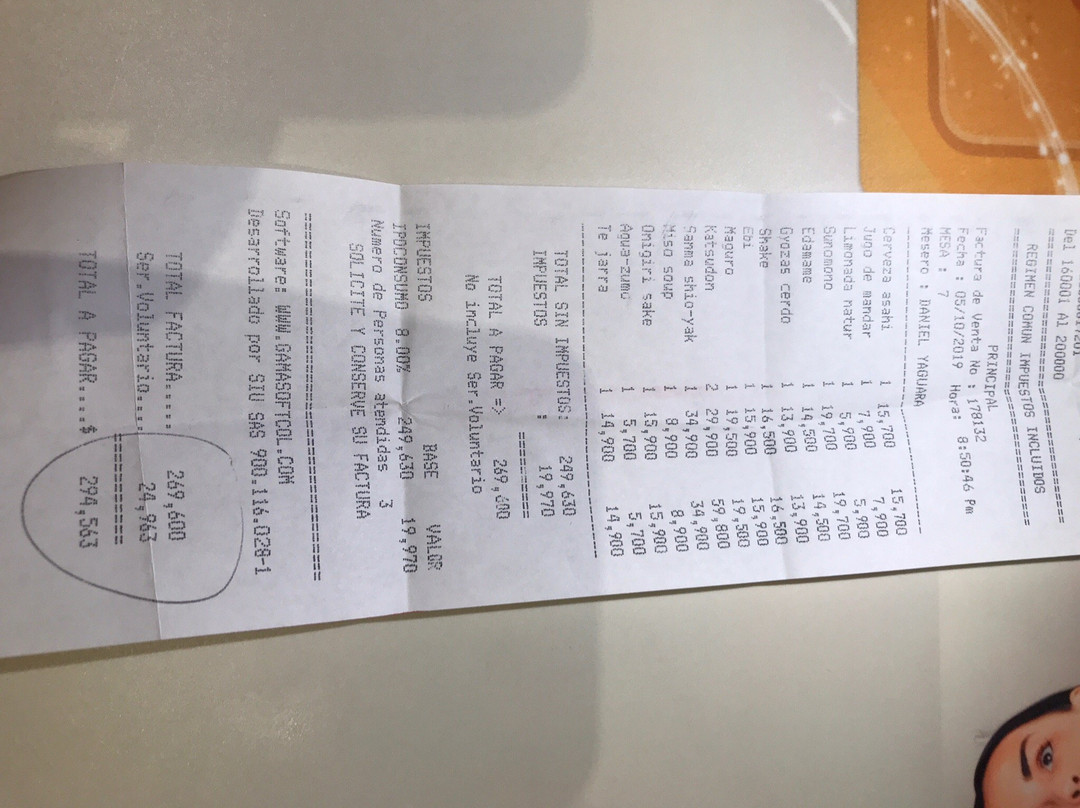 Del 160001 Al 200000
================================
REGIMEN COMUN IMPUESTOS INCLUIDOS
================================
PRINCIPAL
Factura de Venta No : 178132
Fecha : 05/10/2019 Hora: 8:50:46 Pm
MESA : 7
Mesero : DANIEL YAGUARA
Cerveza asahi 1 15,700 15,700
Jugo de mandar 1 7,900 7,900
Limonada natur 1 5,900 5,900
Sunomono 1 19,700 19,700
Edamame 1 14,500 14,500
Gyozas cerdo 1 13,900 13,900
Shake 1 16,500 16,500
Ebi 1 15,900 15,900
Maguro 1 19,500 19,500
Katsudon 2 29,900 59,800
Sanma shio-yak 1 34,900 34,900
Miso soup 1 8,900 8,900
Onigiri sake 1 15,900 15,900
Agua-zumo 1 5,700 5,700
Te jarra 1 14,900 14,900
TOTAL SIN IMPUESTOS: 249,630
IMPUESTOS : 19,970
=========
TOTAL A PAGAR => 269,600
No incluye Ser.Voluntario
IMPUESTOS BASE VALOR
IPOCONSUMO 8.00% 249,630 19,970
Numero de Personas atendidas 3
SOLICITE Y CONSERVE SU FACTURA
================================
Software: WWW.GAMASOFTCOL.COM
Desarrollado por SIU SAS 900.116.028-1
TOTAL FACTURA..... 269,600
Ser.Voluntario.... 24,963
==========
TOTAL A PAGAR...$ 294,563